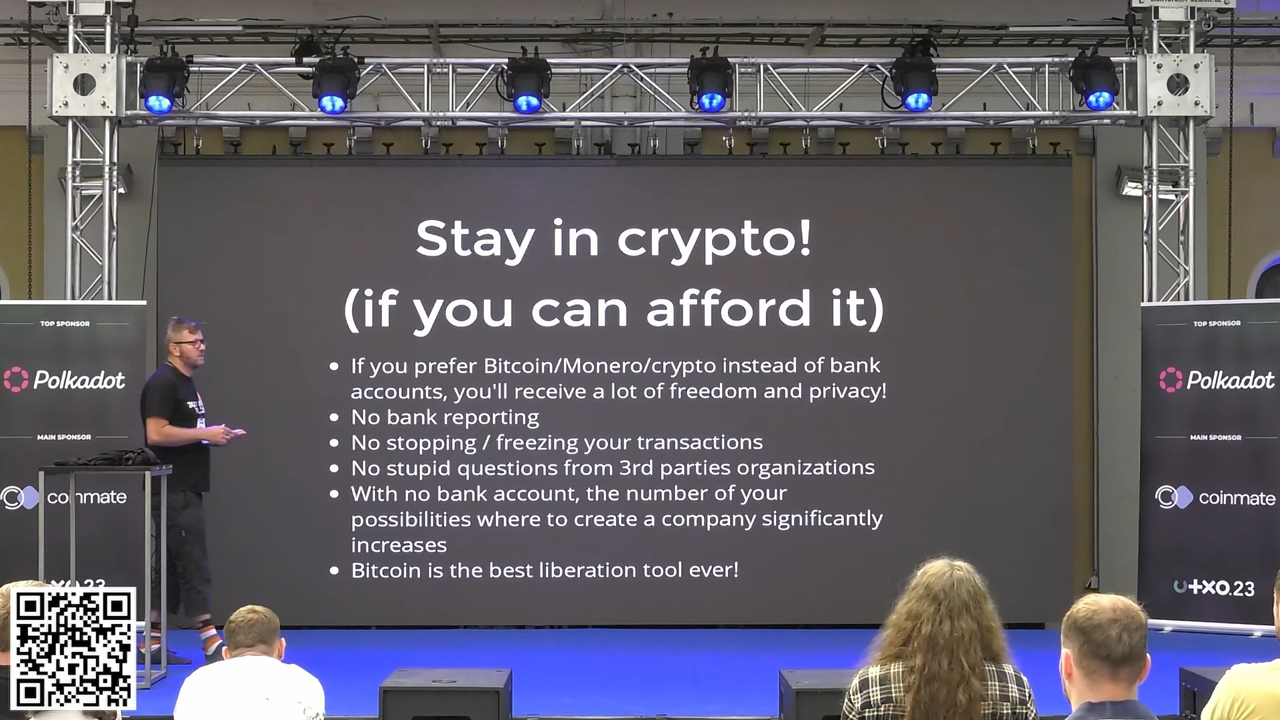 Stay in crypto!
(if you can afford it)
• If you prefer Bitcoin/Monero/crypto instead of bank
accounts, you'll receive a lot of freedom and privacy!
• No bank reporting
• No stopping / freezing your transactions
• No stupid questions from 3rd parties organizations
• With no bank account, the number of your
possibilities where to create a company significantly
increases
• Bitcoin is the best liberation tool ever!
TOP SPONSOR
Polkadot
MAIN SPONSOR
coinmate
TOP SPONSOR
Polkadot
MAIN SPONSOR
coinmate
utxo.23